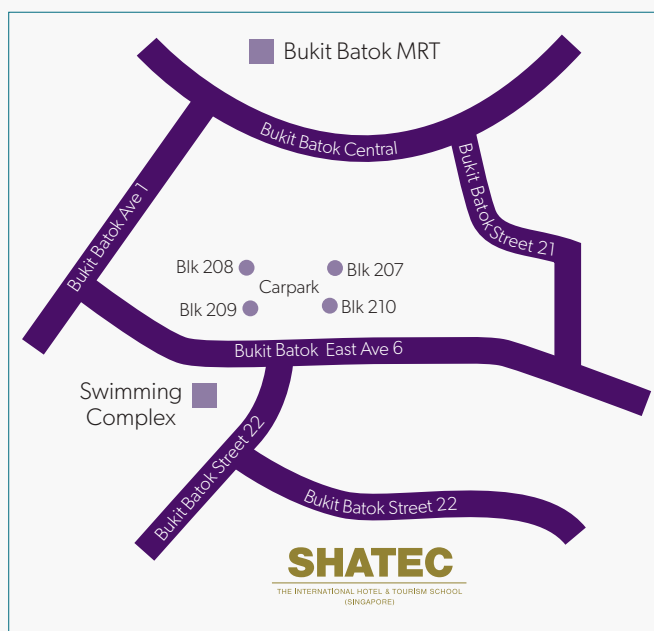 Bukit Batok MRT
Bukit Batok Central
Bukit Batok Ave 1
Bukit Batok Street 21
Blk 208
Blk 207
Carpark
Blk 209
Blk 210
Bukit Batok East Ave 6
Swimming
Complex
Bukit Batok Street 22
Bukit Batok Street 22
SHATEC
THE INTERNATIONAL HOTEL & TOURISM SCHOOL
(SINGAPORE)